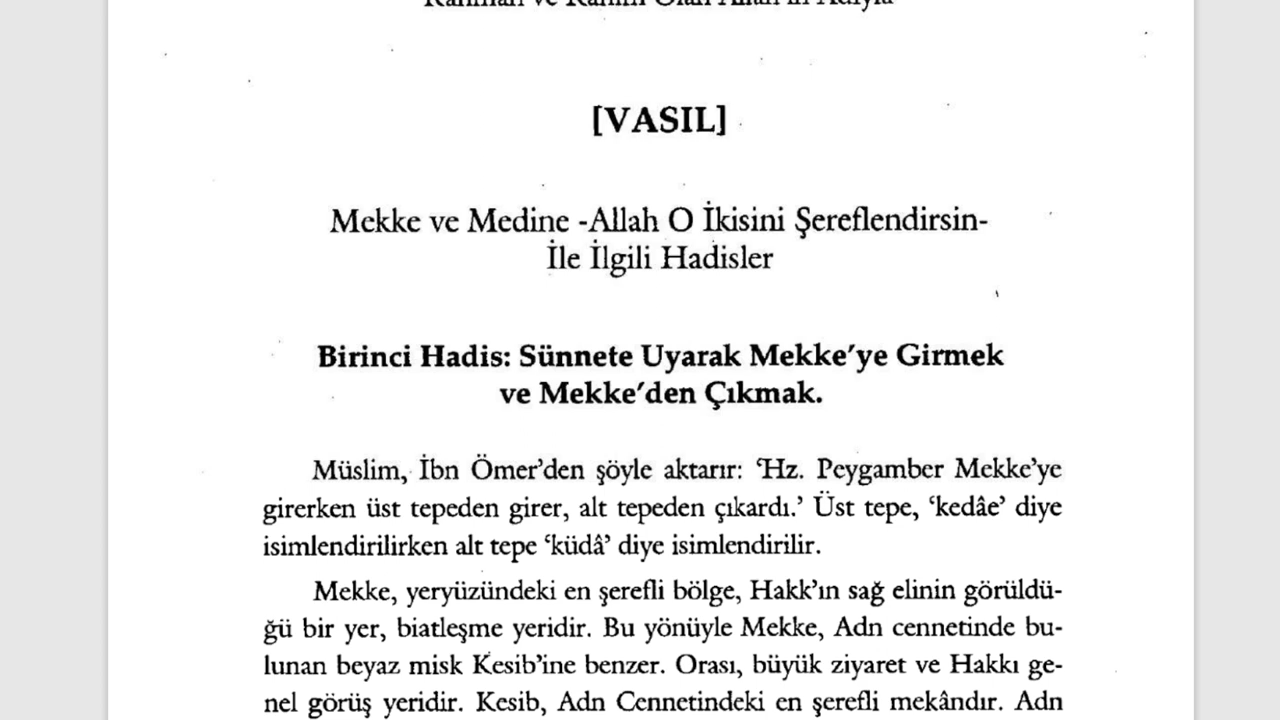 Rahman ve Rahim Olan Allah'ın Adıyla
[VASIL]
Mekke ve Medine -Allah O İkisini Şereflendirsin-
İle İlgili Hadisler
Birinci Hadis: Sünnete Uyarak Mekke'ye Girmek
ve Mekke'den Çıkmak.
Müslim, İbn Ömer'den şöyle aktarır: 'Hz. Peygamber Mekke'ye
girerken üst tepeden girer, alt tepeden çıkardı.' Üst tepe, 'kedâe' diye
isimlendirilirken alt tepe 'küdâ' diye isimlendirilir.
Mekke, yeryüzündeki en şerefli bölge, Hakk'ın sağ elinin görüldü-
ğü bir yer, biatleşme yeridir. Bu yönüyle Mekke, Adn cennetinde bu-
lunan beyaz misk Kesib'ine benzer. Orası, büyük ziyaret ve Hakkı ge-
nel görüş yeridir. Kesib, Adn Cennetindeki en şerefli mekândır. Adn